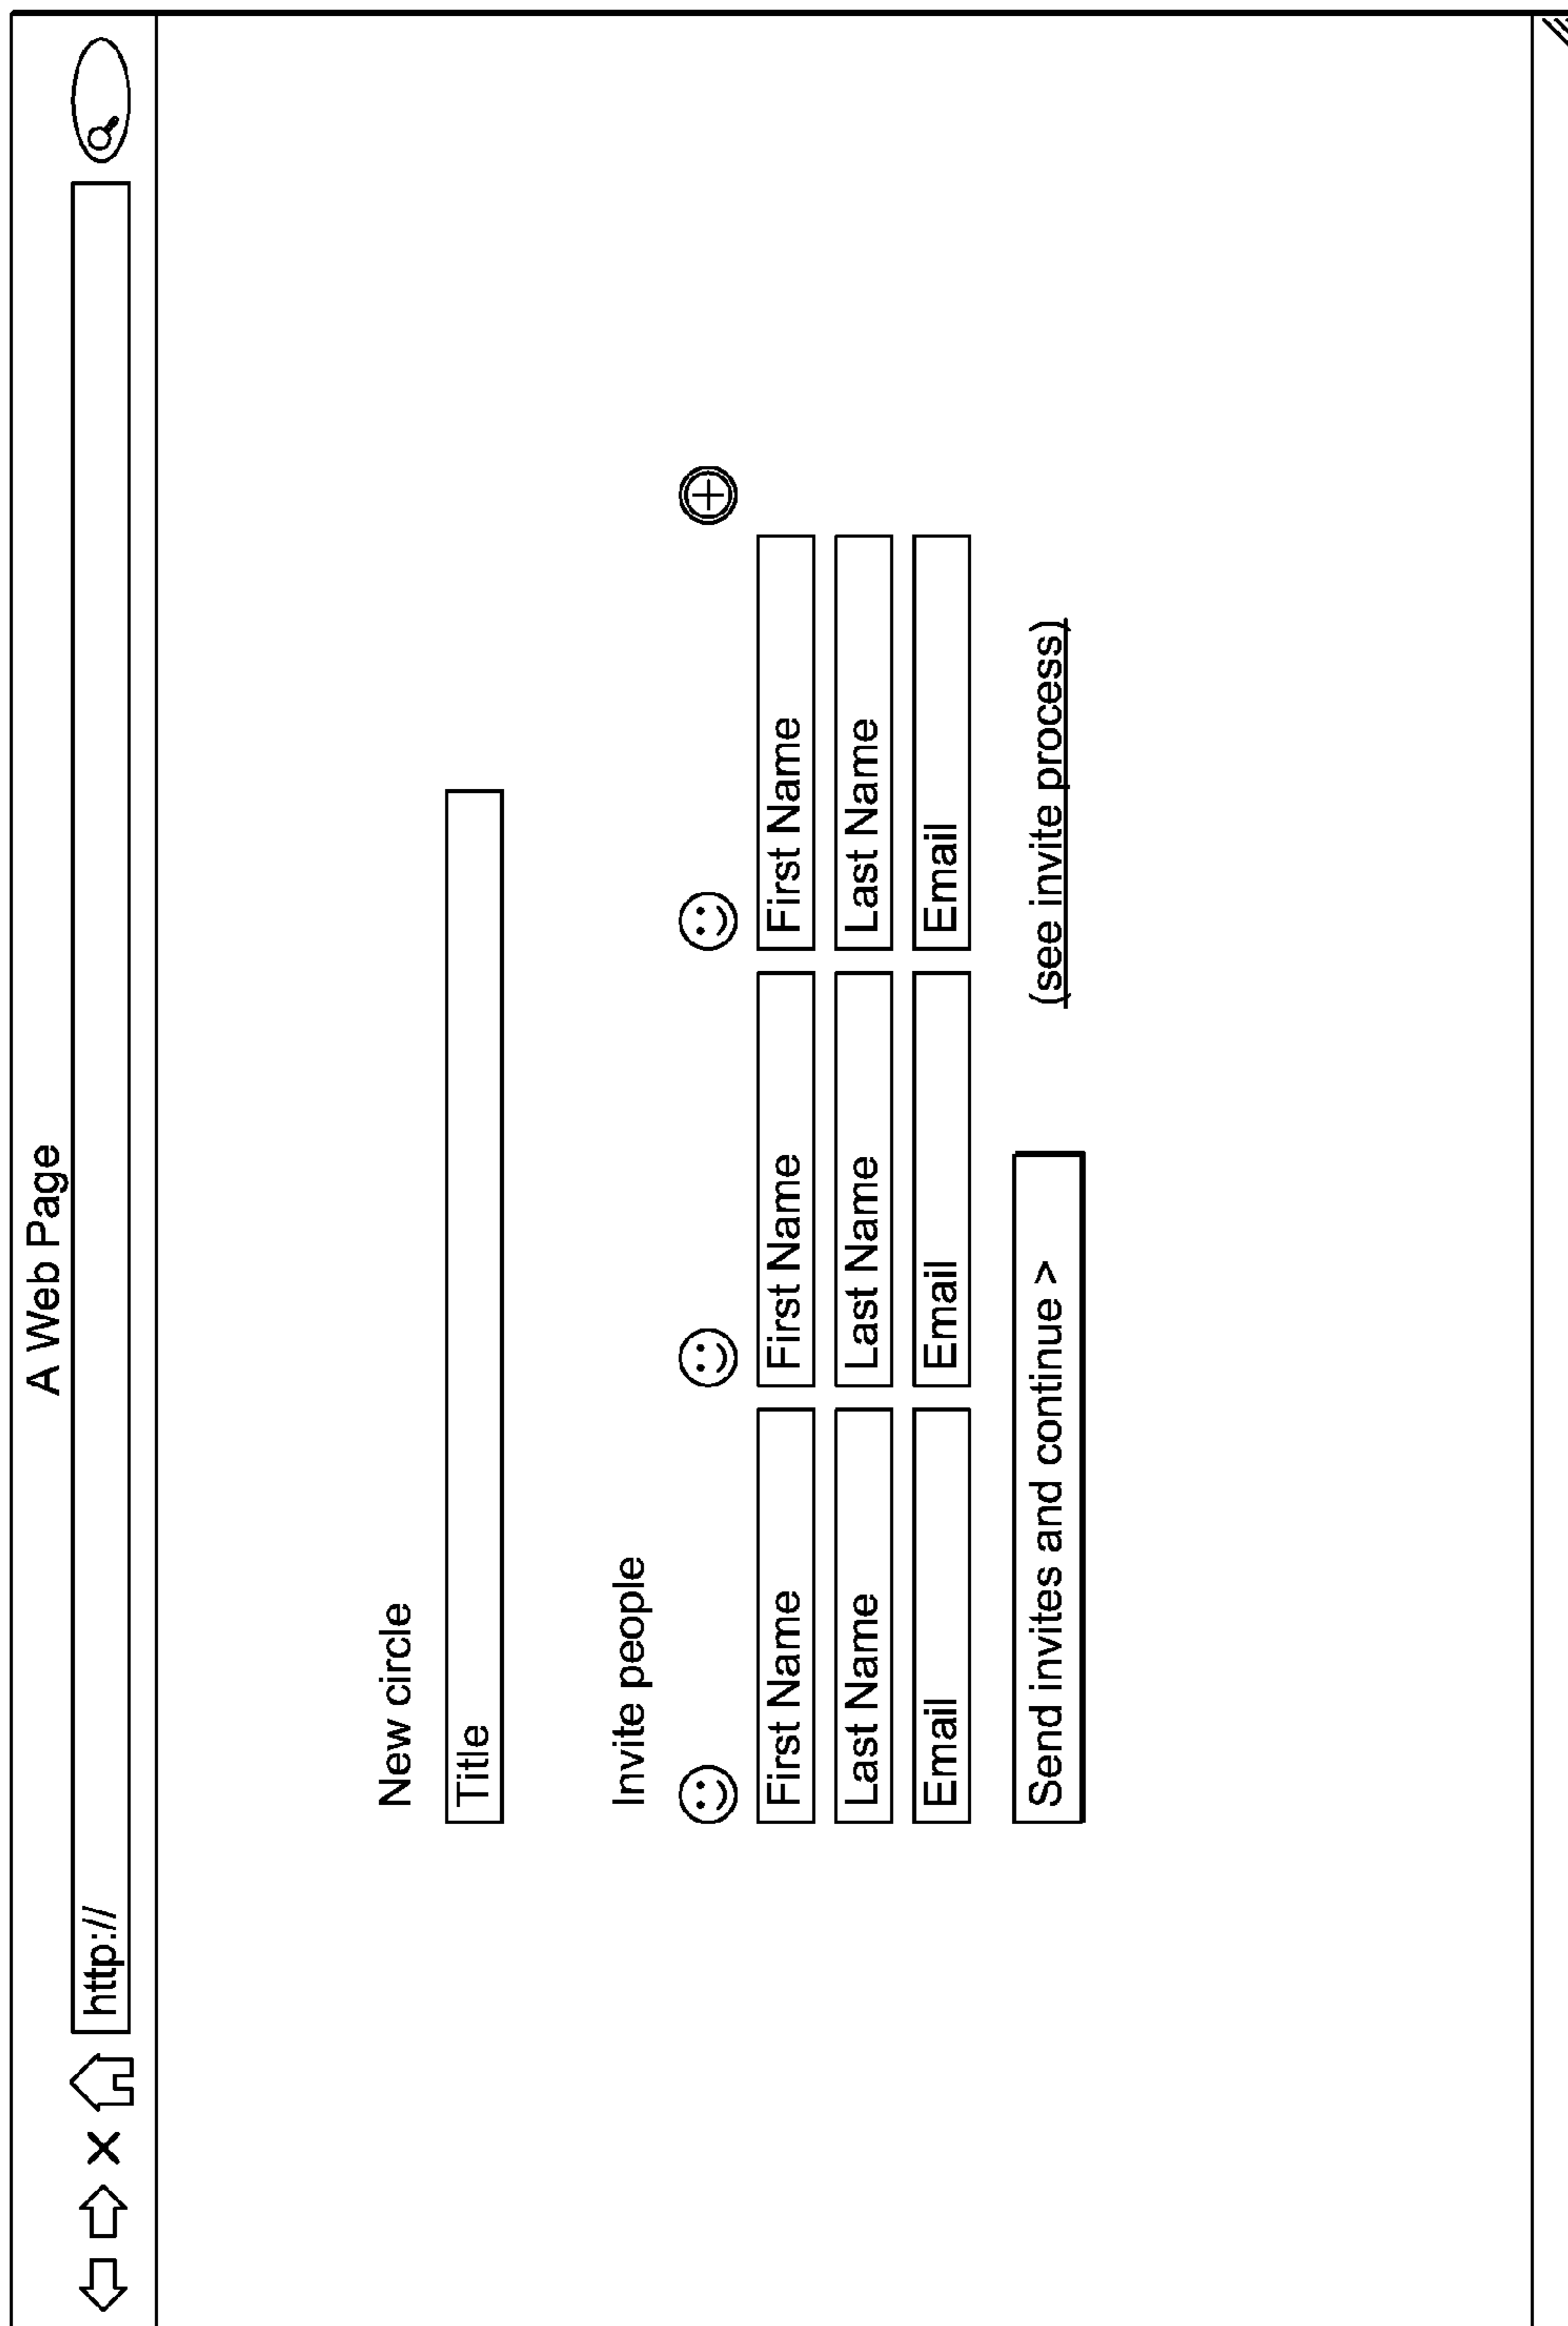 A Web Page
http://
New circle
Title
Invite people
First Name First Name First Name
Last Name Last Name Last Name
Email Email Email
Send invites and continue > (see invite process)